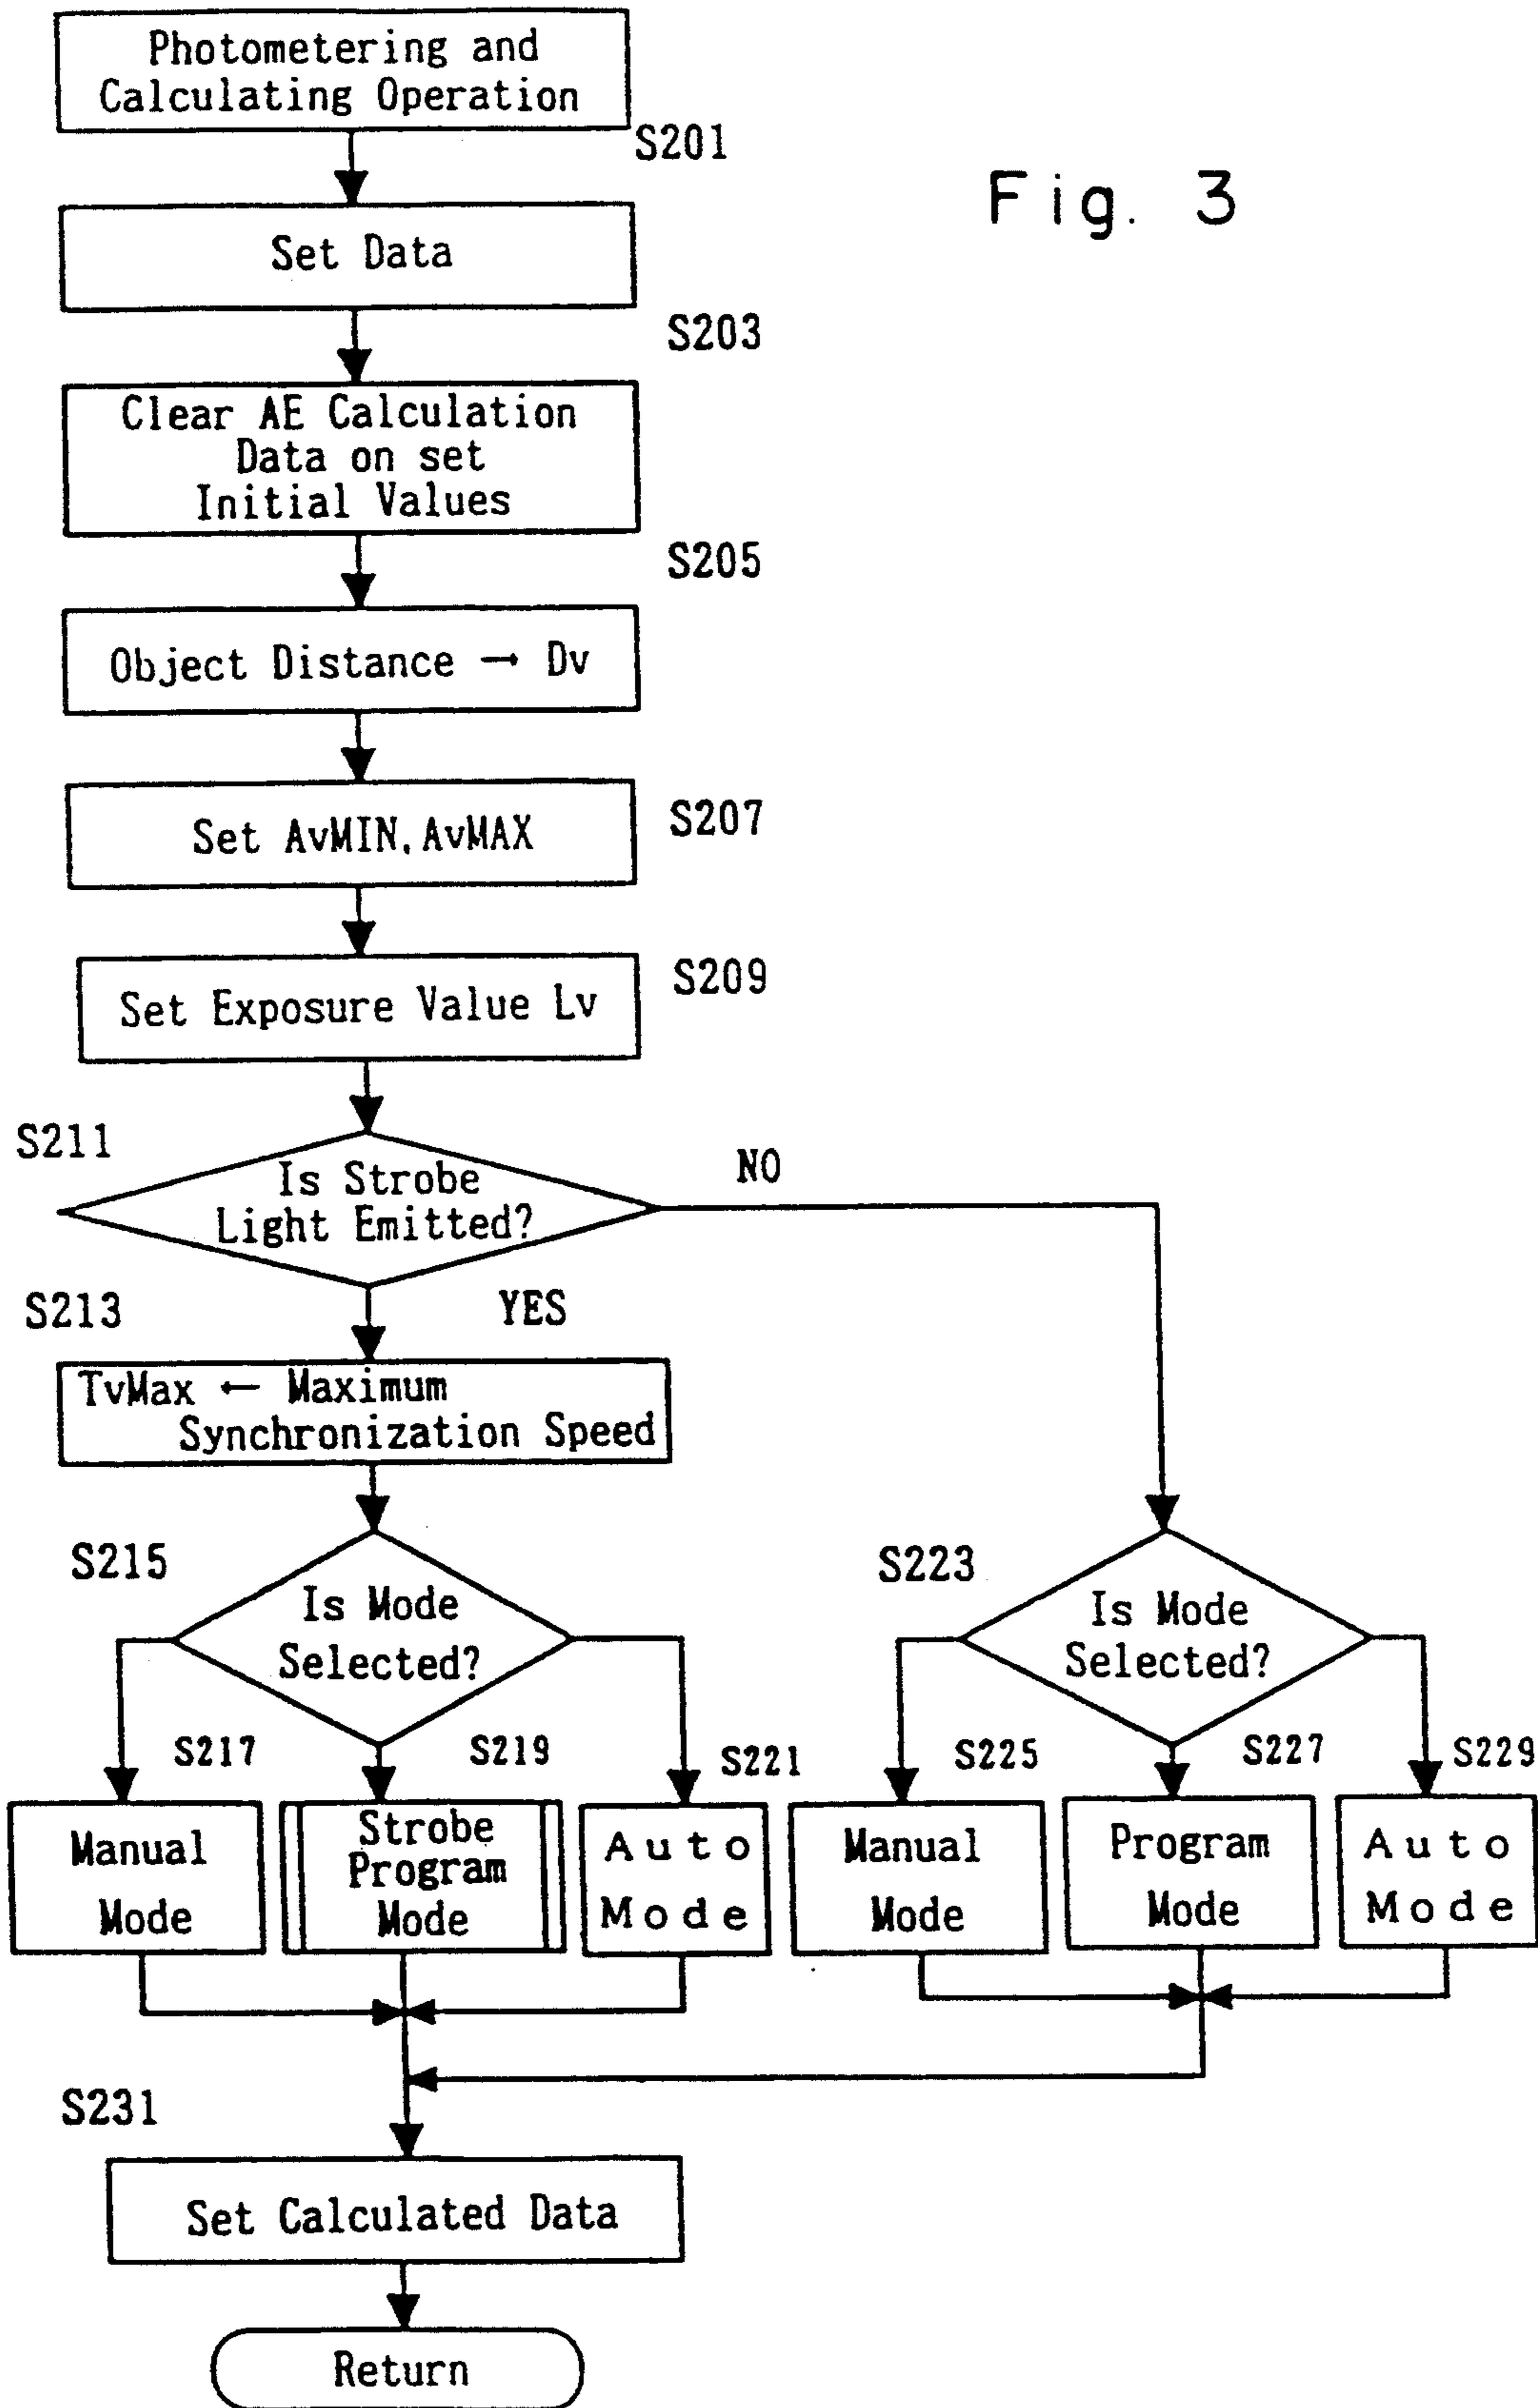 Photometering and
Calculating Operation
S201
Fig. 3
Set Data
S203
Clear AE Calculation
Data on set
Initial Values
S205
Object Distance → Dv
Set AvMIN, AvMAX
S207
Set Exposure Value Lv
S209
S211
Is Strobe
Light Emitted?
NO
S213
YES
TvMax ← Maximum
Synchronization Speed
S215
Is Mode
Selected?
S223
Is Mode
Selected?
S217
S219
S221
S225
S227
S229
Manual
Mode
Strobe
Program
Mode
Auto
Mode
Manual
Mode
Program
Mode
Auto
Mode
S231
Set Calculated Data
Return